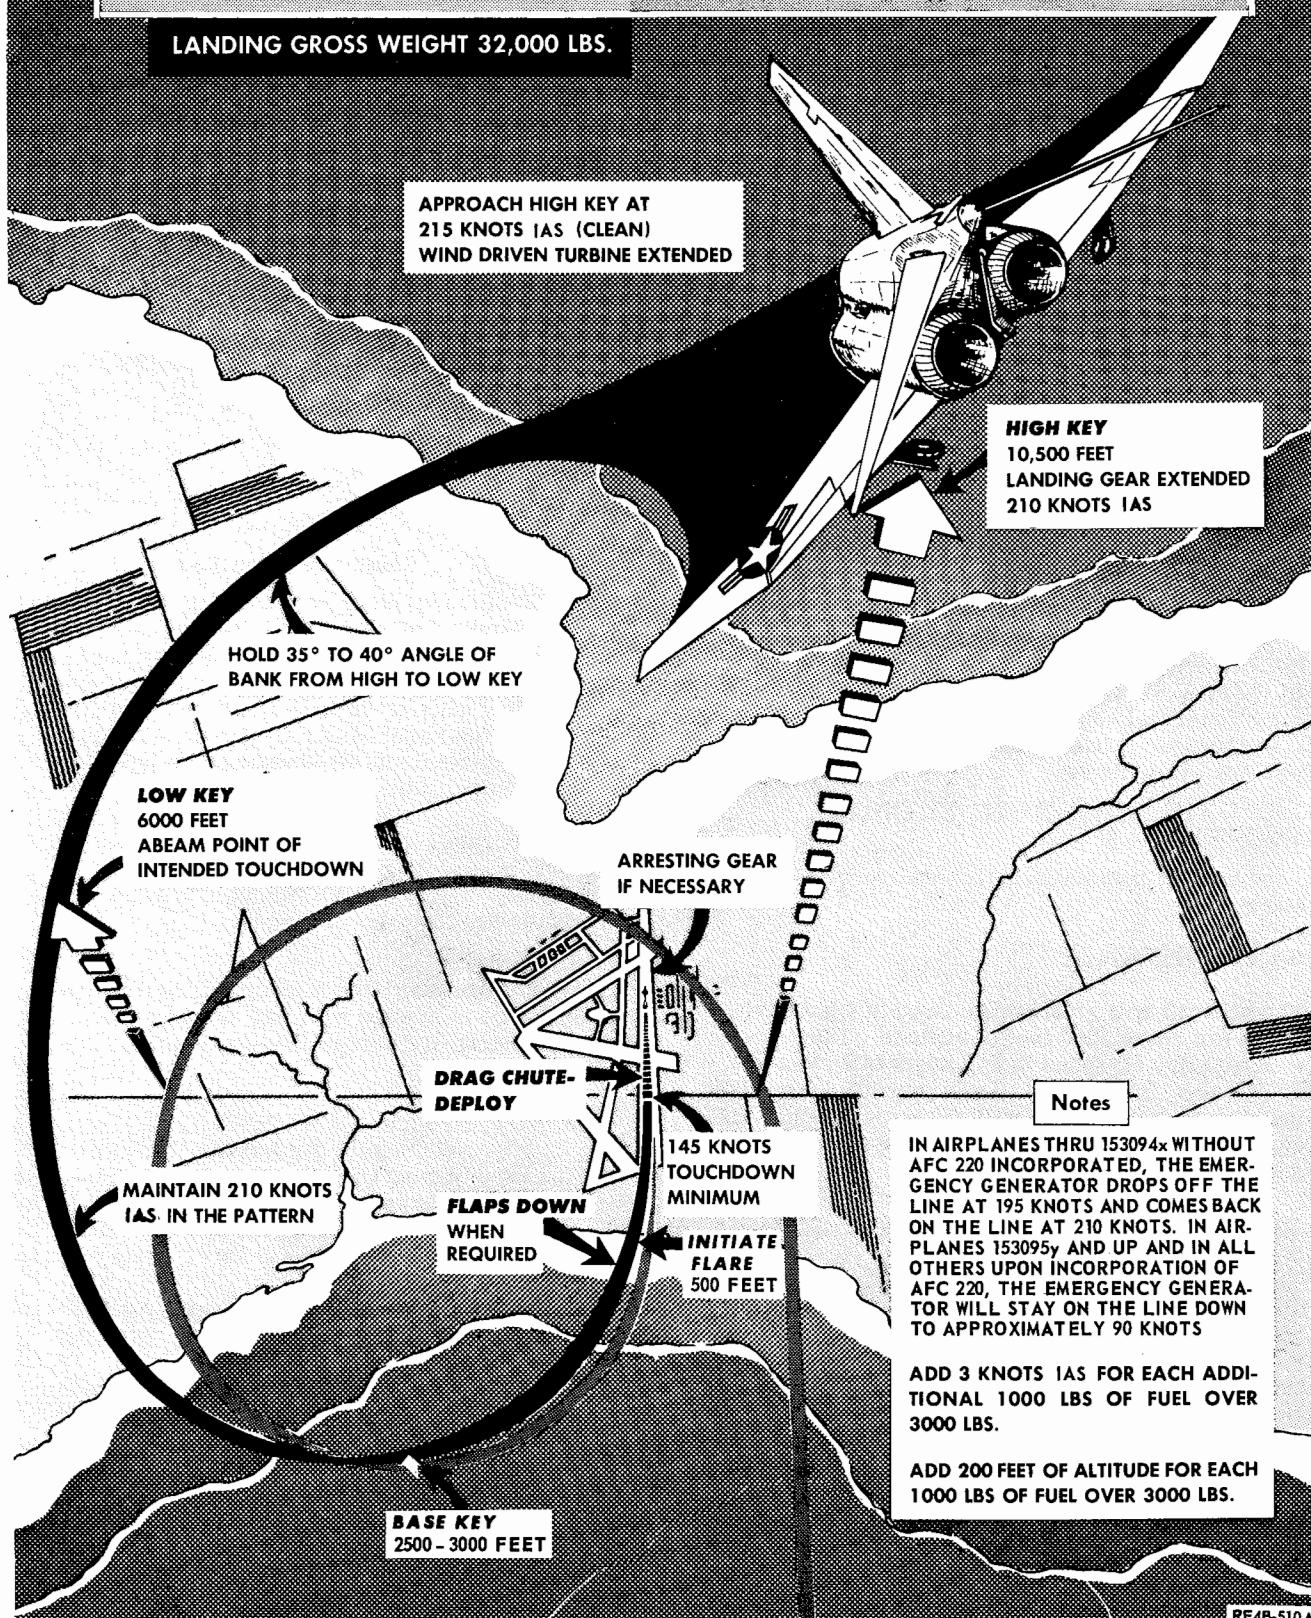 LANDING GROSS WEIGHT 32,000 LBS.
APPROACH HIGH KEY AT
215 KNOTS IAS (CLEAN)
WIND DRIVEN TURBINE EXTENDED
HIGH KEY
10,500 FEET
LANDING GEAR EXTENDED
210 KNOTS IAS
HOLD 35° TO 40° ANGLE OF
BANK FROM HIGH TO LOW KEY
LOW KEY
6000 FEET
ABEAM POINT OF
INTENDED TOUCHDOWN
ARRESTING GEAR
IF NECESSARY
DRAG CHUTE-
DEPLOY
145 KNOTS
TOUCHDOWN
MINIMUM
MAINTAIN 210 KNOTS
IAS IN THE PATTERN
FLAPS DOWN
WHEN
REQUIRED
INITIATE
FLARE
500 FEET
BASE KEY
2500-3000 FEET
Notes
IN AIRPLANES THRU 153094x WITHOUT
AFC 220 INCORPORATED, THE EMER-
GENCY GENERATOR DROPS OFF THE
LINE AT 195 KNOTS AND COMES BACK
ON THE LINE AT 210 KNOTS. IN AIR-
PLANES 153095y AND UP AND IN ALL
OTHERS UPON INCORPORATION OF
AFC 220, THE EMERGENCY GENERA-
TOR WILL STAY ON THE LINE DOWN
TO APPROXIMATELY 90 KNOTS
ADD 3 KNOTS IAS FOR EACH ADDI-
TIONAL 1000 LBS OF FUEL OVER
3000 LBS.
ADD 200 FEET OF ALTITUDE FOR EACH
1000 LBS OF FUEL OVER 3000 LBS.